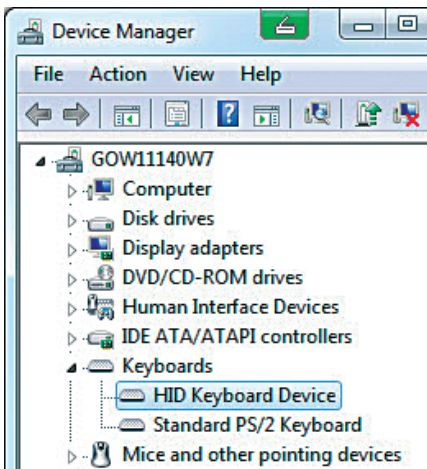 Device Manager
File Action View Help
GOW11140W7
Computer
Disk drives
Display adapters
DVD/CD-ROM drives
Human Interface Devices
IDE ATA/ATAPI controllers
Keyboards
HID Keyboard Device
Standard PS/2 Keyboard
Mice and other pointing devices